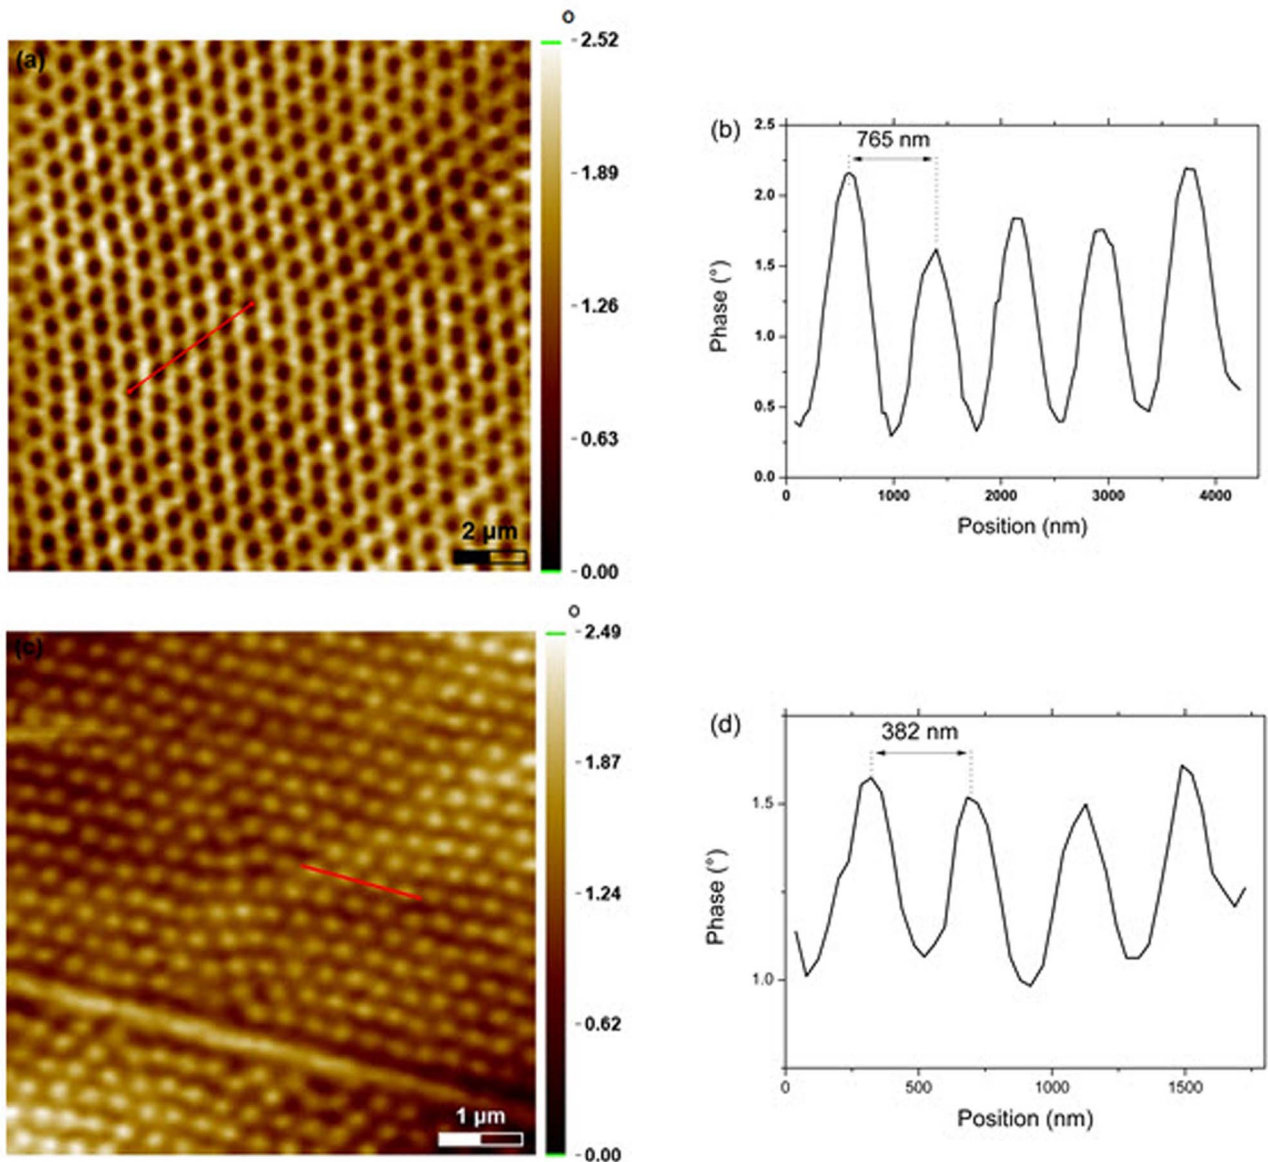 (a)
o
2.52
1.89
1.26
0.63
0.00
2 µm
(b)
765 nm
2.5
2.0
1.5
1.0
0.5
0.0
Phase (°)
0 1000 2000 3000 4000
Position (nm)
(c)
o
2.49
1.87
1.24
0.62
0.00
1 µm
(d)
382 nm
1.5
1.0
Phase (°)
0 500 1000 1500
Position (nm)